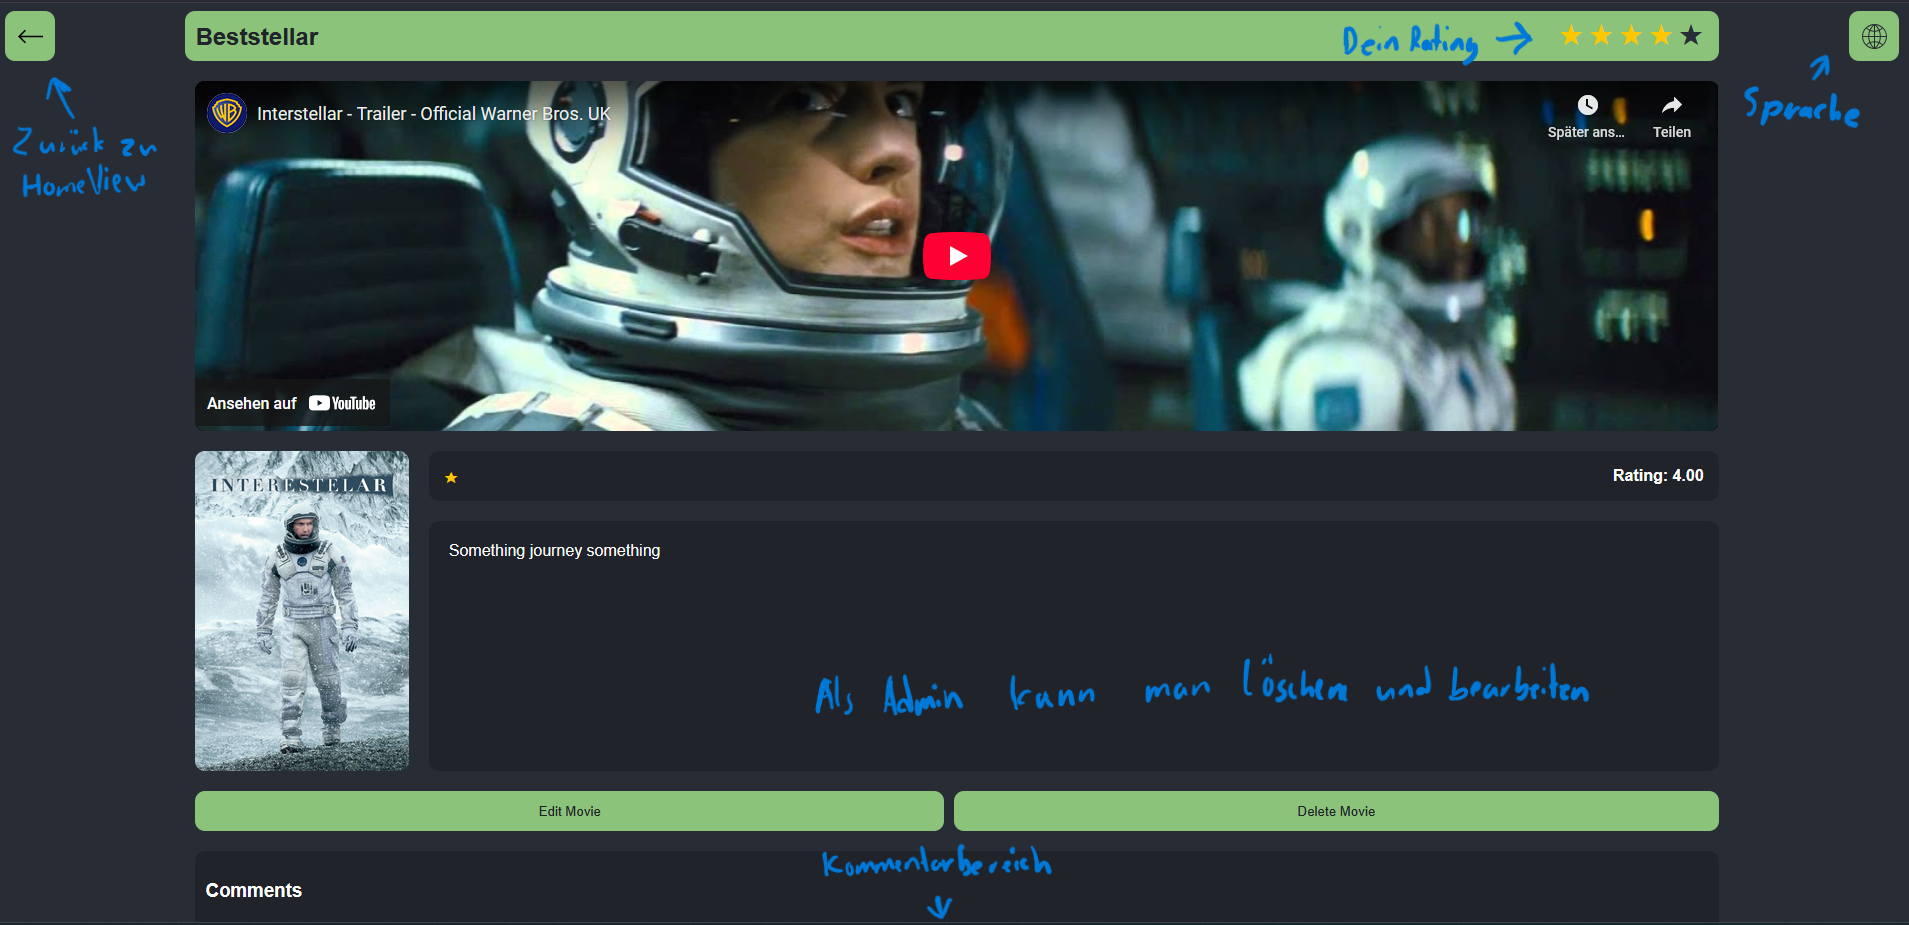 Beststellar
Dein Rating
Sprache
Zurück zu
HomeView
Interstellar - Trailer - Official Warner Bros. UK
Später ans...
Teilen
Ansehen auf YouTube
INTERESTELAR
Rating: 4.00
Something journey something
Als Admin kann man löschen und bearbeiten
Edit Movie
Delete Movie
Kommentarbereich
Comments